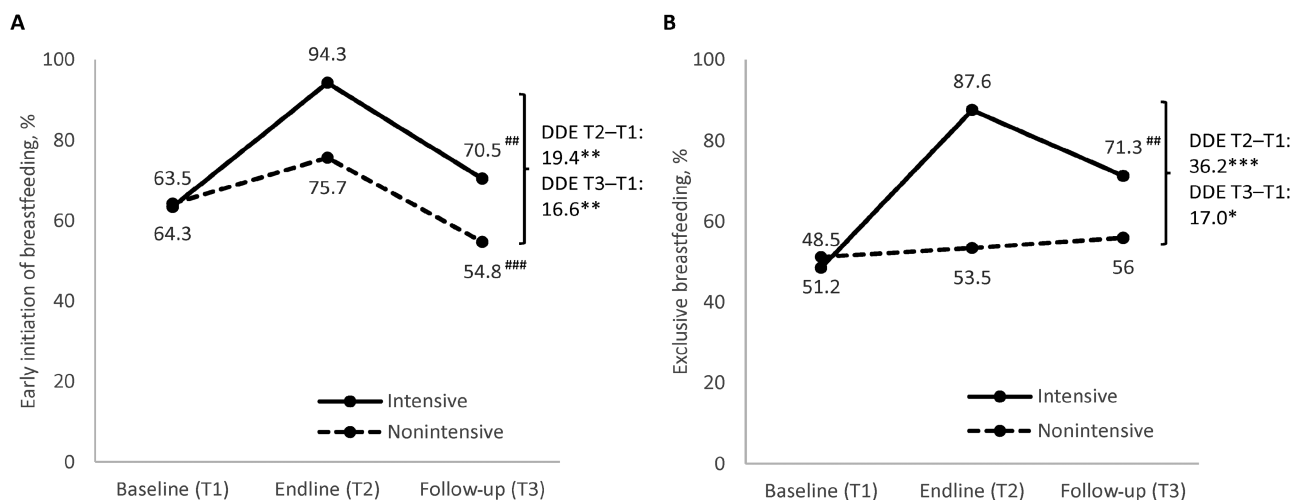 A
Early initiation of breastfeeding, %
100
80
60
40
20
0
63.5
64.3
94.3
75.7
70.5 ##
54.8 ###
DDE T2–T1:
19.4**
DDE T3–T1:
16.6**
Intensive
Nonintensive
Baseline (T1) Endline (T2) Follow-up (T3)
B
Exclusive breastfeeding, %
100
80
60
40
20
0
48.5
51.2
87.6
53.5
71.3 ##
56
DDE T2–T1:
36.2***
DDE T3–T1:
17.0*
Intensive
Nonintensive
Baseline (T1) Endline (T2) Follow-up (T3)